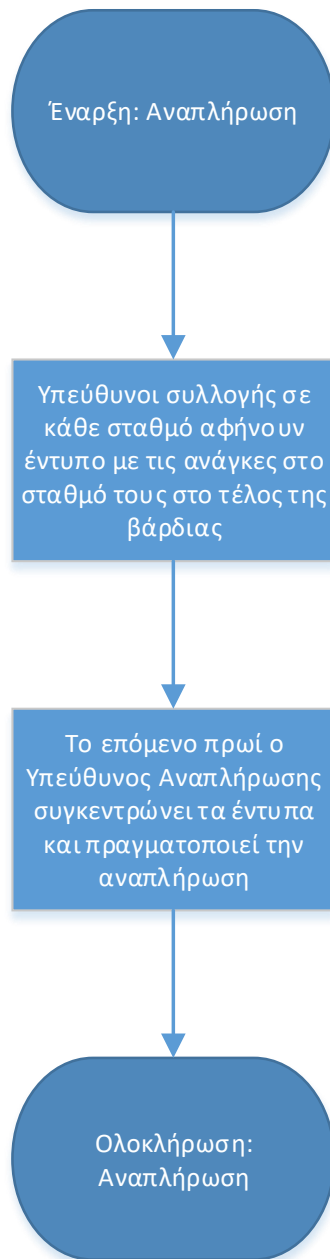 Έναρξη: Αναπλήρωση
Υπεύθυνοι συλλογής σε
κάθε σταθμό αφήνουν
έντυπο με τις ανάγκες στο
σταθμό τους στο τέλος της
βάρδιας
Το επόμενο πρωί ο
Υπεύθυνος Αναπλήρωσης
συγκεντρώνει τα έντυπα
και πραγματοποιεί την
αναπλήρωση
Ολοκλήρωση:
Αναπλήρωση